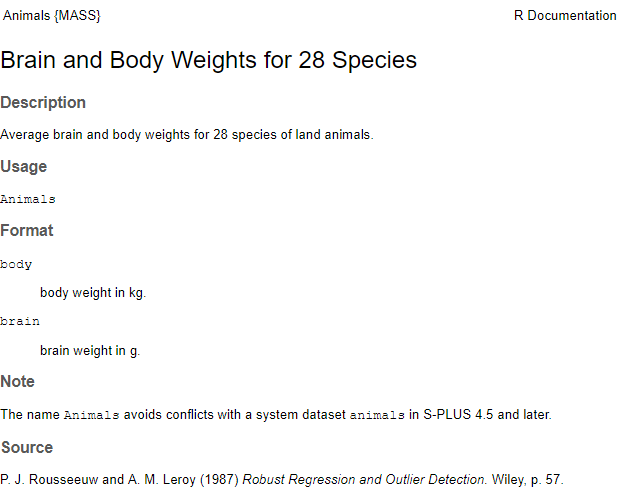 Animals {MASS} R Documentation
Brain and Body Weights for 28 Species
Description
Average brain and body weights for 28 species of land animals.
Usage
Animals
Format
body
body weight in kg.
brain
brain weight in g.
Note
The name Animals avoids conflicts with a system dataset animals in S-PLUS 4.5 and later.
Source
P. J. Rousseeuw and A. M. Leroy (1987) Robust Regression and Outlier Detection. Wiley, p. 57.